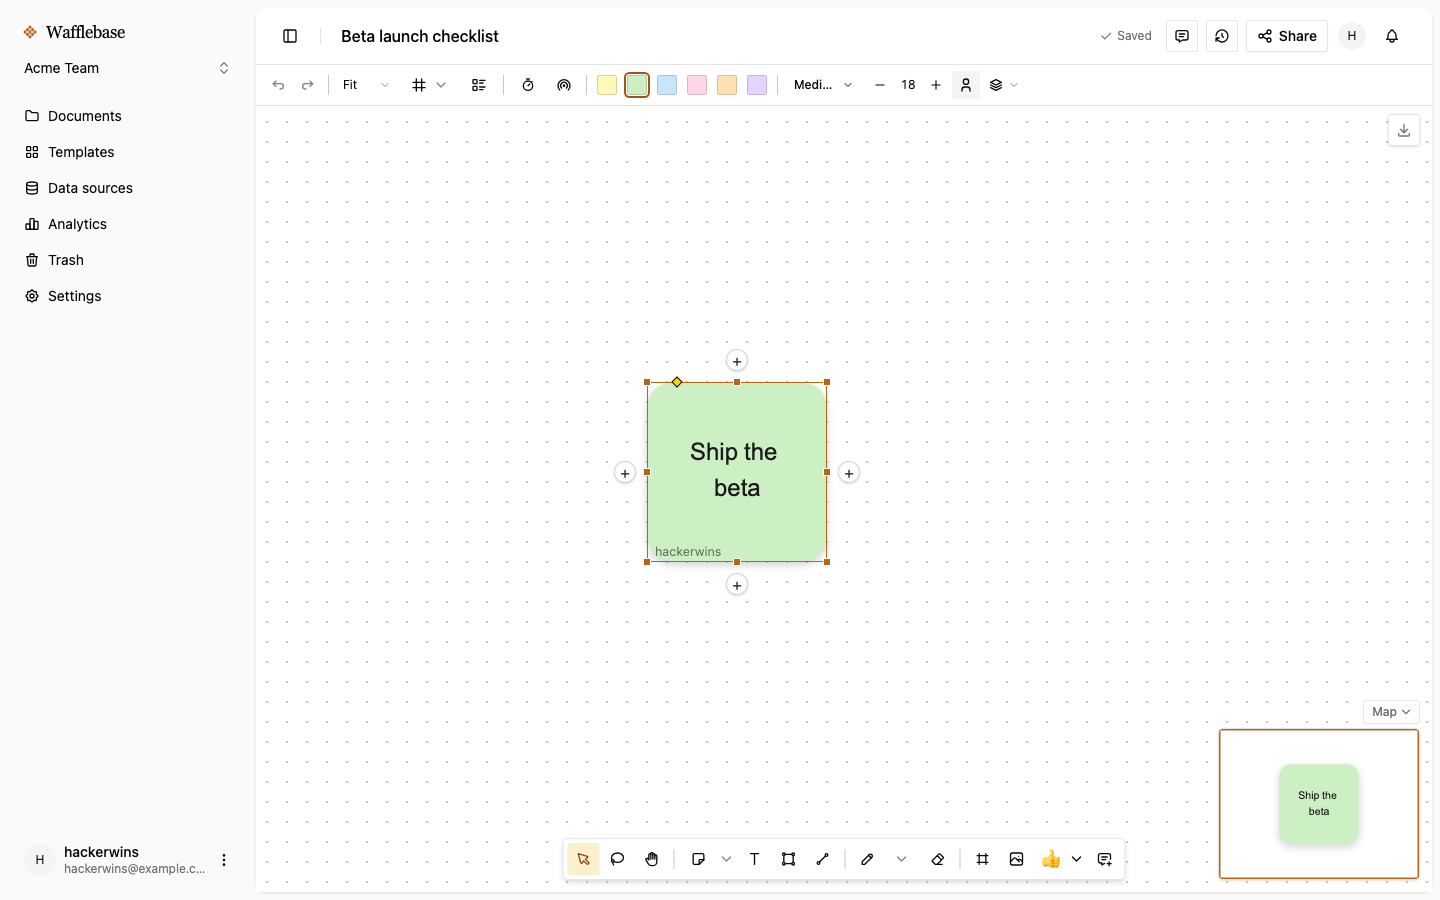 Wafflebase
Acme Team
Documents
Templates
Data sources
Analytics
Trash
Settings
H
hackerwins
hackerwins@example.c...
Beta launch checklist
Saved
Share
H
Fit
Medi...
18
Ship the
beta
hackerwins
Map
Ship the
beta
T